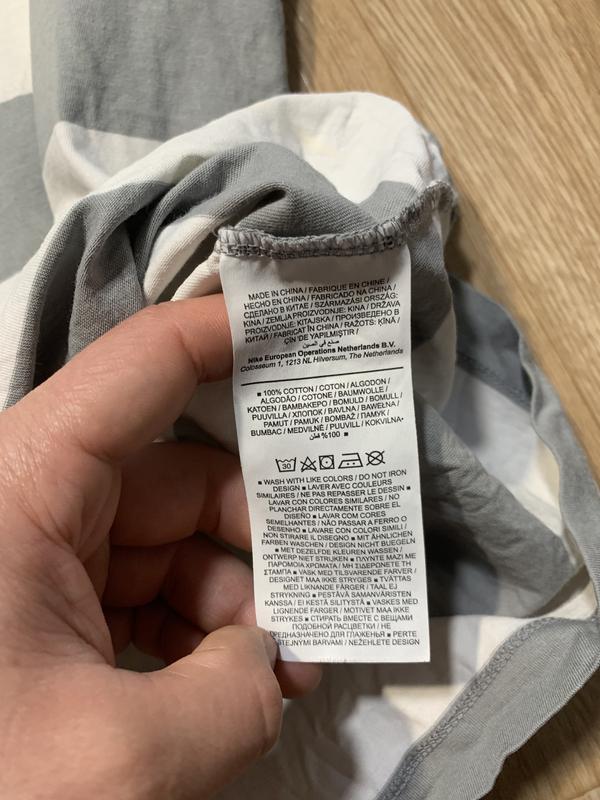 MADE IN CHINA / FABRIQUE EN CHINE /
HECHO EN CHINA / FABRICADO NA CHINA /
СДЕЛАНО В КИТАЕ / SZÁRMAZÁSI ORSZÁG:
KÍNA / ZEMLJA PROIZVODNJE: KINA / DRŽAVA
PROIZVODNJE: KITAJSKA / ПРОИЗВЕДЕНО В
КИТАЙ / FABRICAT ÎN CHINA / RAŽOTS: ĶĪNĀ /
ÇİN'DE YAPILMIŞTIR /
صنع في الصين
Nike European Operations Netherlands B.V.
Colosseum 1, 1213 NL Hilversum, The Netherlands
■ 100% COTTON / COTON / ALGODON /
ALGODÃO / COTONE / BAUMWOLLE /
KATOEN / ΒΑΜΒΑΚΕΡΟ / BOMULD / BOMULL /
PUUVILLA / ХЛОПОК / BAVLNA / BAWEŁNA /
PAMUT / PAMUK / BOMBAŽ / ПАМУК /
BUMBAC / MEDVILNĖ / PUUVILL / KOKVILNA•
■ %100 قطن
30
■ WASH WITH LIKE COLORS / DO NOT IRON
DESIGN ■ LAVER AVEC COULEURS
SIMILAIRES / NE PAS REPASSER LE DESSIN ■
LAVAR CON COLORES SIMILARES / NO
PLANCHAR DIRECTAMENTE SOBRE EL
DISEÑO ■ LAVAR COM CORES
SEMELHANTES / NÃO PASSAR A FERRO O
DESENHO ■ LAVARE CON COLORI SIMILI /
NON STIRARE IL DISEGNO ■ MIT ÄHNLICHEN
FARBEN WASCHEN / DESIGN NICHT BUEGELN
■ MET DEZELFDE KLEUREN WASSEN /
ONTWERP NIET STRIJKEN ■ ΠΛΥΝΤΕ ΜΑΖΙ ΜΕ
ΠΑΡΟΜΟΙΑ ΧΡΩΜΑΤΑ / ΜΗ ΣΙΔΕΡΩΝΕΤΕ ΤΗ
ΣΤΑΜΠΑ ■ VASK MED TILSVARENDE FARVER /
DESIGNET MAA IKKE STRYGES ■ TVÄTTAS
MED LIKNANDE FÄRGER / TAAL EJ
STRYKNING ■ PESTÄVÄ SAMANVÄRISTEN
KANSSA / EI KESTÄ SILITYSTÄ ■ VASKES MED
LIGNENDE FARGER / MOTIVET MAA IKKE
STRYKES ■ СТИРАТЬ ВМЕСТЕ С ВЕЩАМИ
ПОДОБНОЙ РАСЦВЕТКИ / НЕ
ПРЕДНАЗНАЧЕНО ДЛЯ ГЛАЖЕНЬЯ ■ PERTE
STEJNYMI BARVAMI / NEŽEHLETE DESIGN